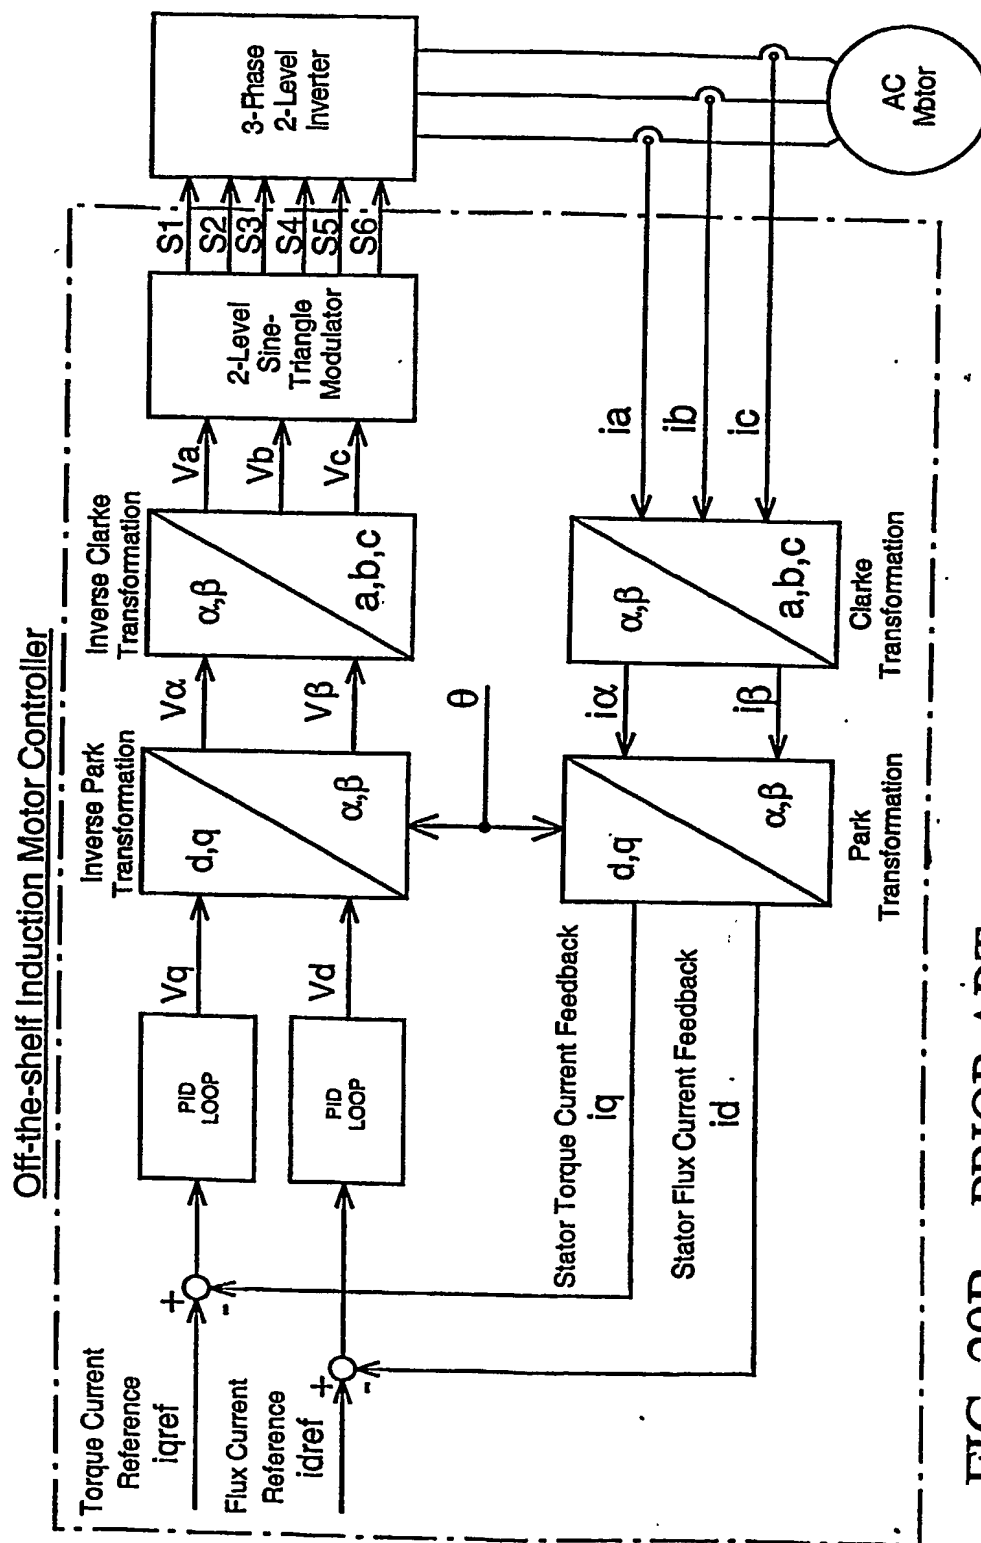 Off-the-shelf Induction Motor Controller
Torque Current
Reference
iqref
+
-
Flux Current
Reference
idref
+
-
PID
LOOP
PID
LOOP
Vq
Vd
Inverse Park
Transformation
d,q
α,β
Vα
Vβ
Inverse Clarke
Transformation
α,β
a,b,c
Va
Vb
Vc
2-Level
Sine-
Triangle
Modulator
S1
S2
S3
S4
S5
S6
3-Phase
2-Level
Inverter
θ
Stator Torque Current Feedback
iq
Stator Flux Current Feedback
id
d,q
α,β
Park
Transformation
iα
iβ
α,β
a,b,c
Clarke
Transformation
ia
ib
ic
AC
Motor